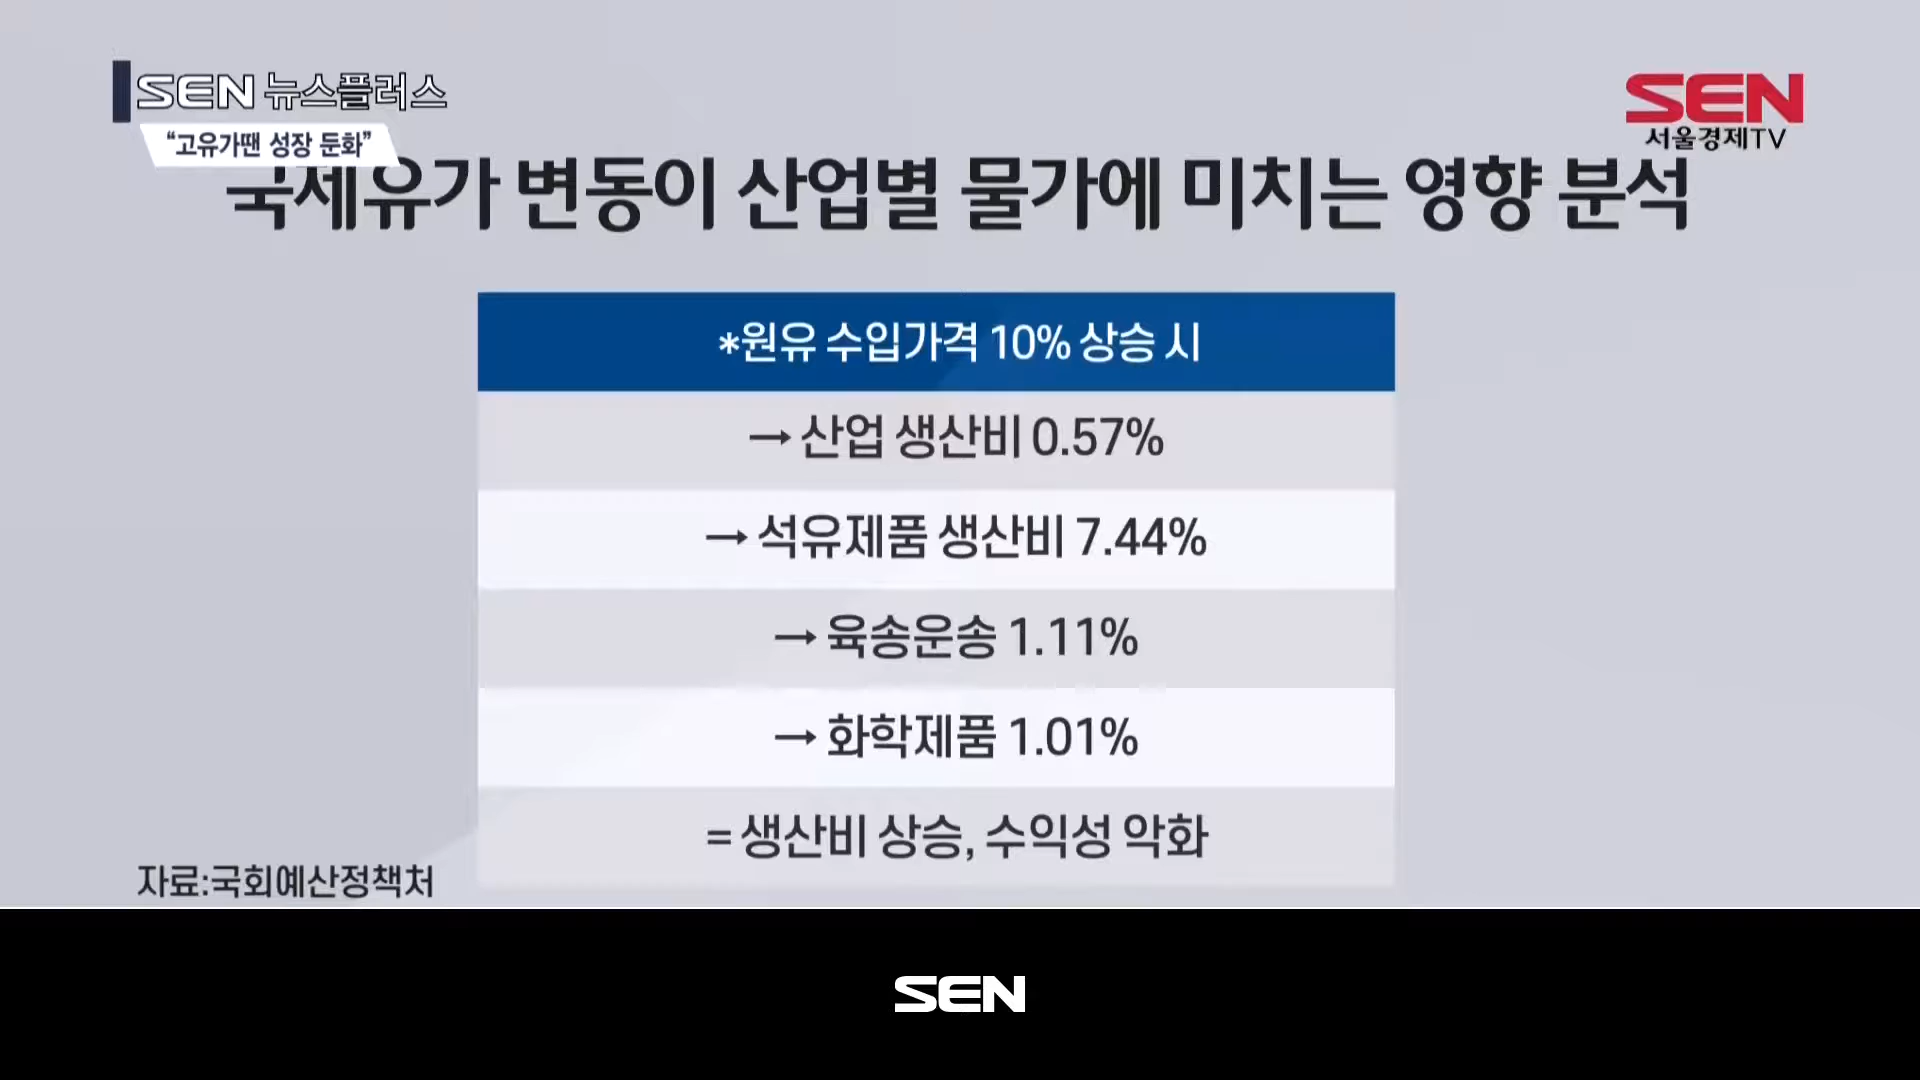 SEN 뉴스플러스
SEN
서울경제TV
“고유가땐 성장 둔화”
국제유가 변동이 산업별 물가에 미치는 영향 분석
*원유 수입가격 10% 상승 시
→ 산업 생산비 0.57%
→ 석유제품 생산비 7.44%
→ 육송운송 1.11%
→ 화학제품 1.01%
= 생산비 상승, 수익성 악화
자료:국회예산정책처
SEN